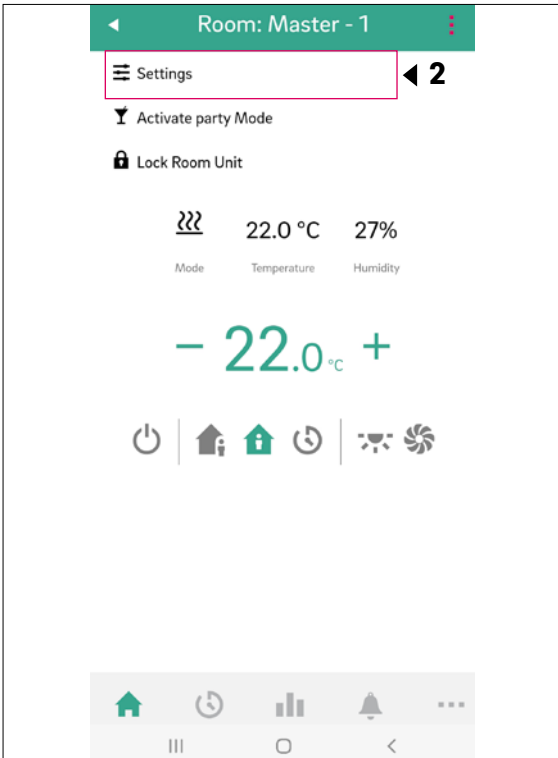 Room: Master - 1
Settings
2
Activate party Mode
Lock Room Unit
22.0 °C 27%
Mode Temperature Humidity
− 22.0 °C +